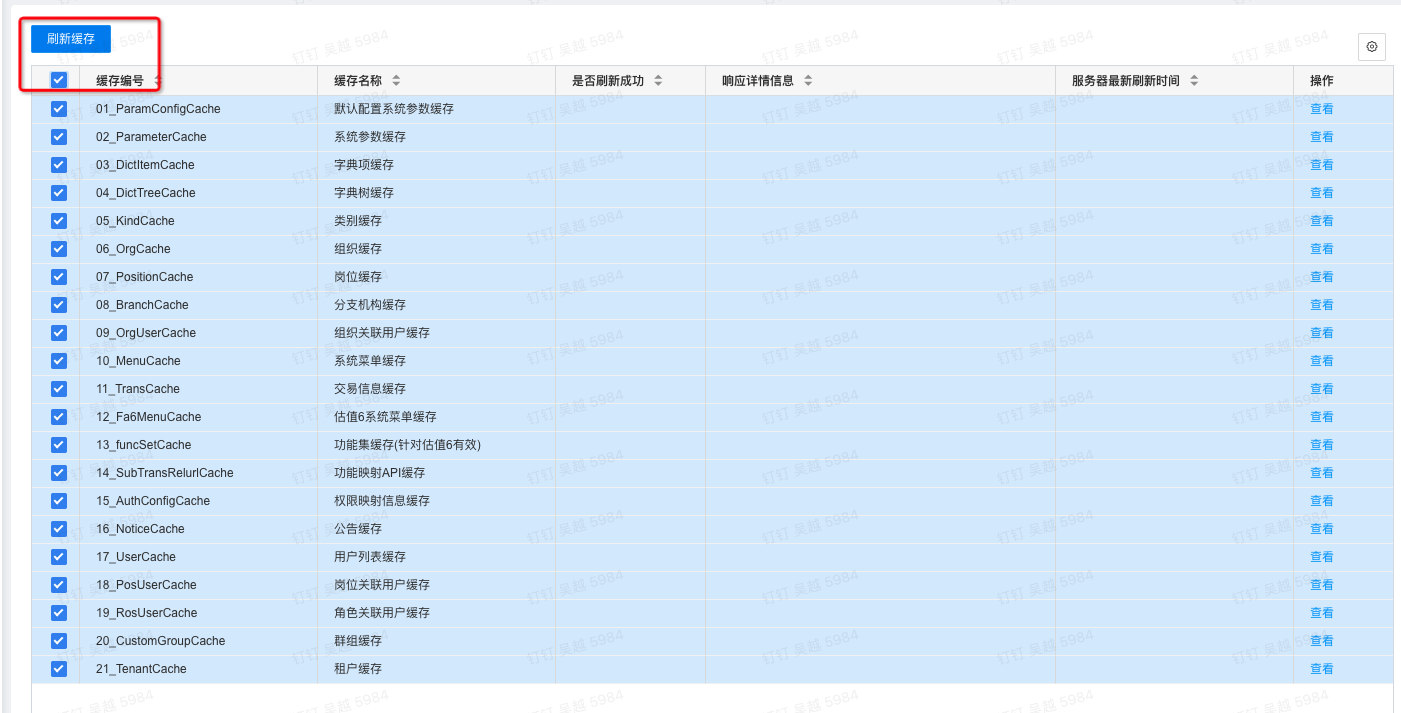 刷新缓存
缓存编号 缓存名称 是否刷新成功 响应详情信息 服务器最新刷新时间 操作
01_ParamConfigCache 默认配置系统参数缓存 查看
02_ParameterCache 系统参数缓存 查看
03_DictItemCache 字典项缓存 查看
04_DictTreeCache 字典树缓存 查看
05_KindCache 类别缓存 查看
06_OrgCache 组织缓存 查看
07_PositionCache 岗位缓存 查看
08_BranchCache 分支机构缓存 查看
09_OrgUserCache 组织关联用户缓存 查看
10_MenuCache 系统菜单缓存 查看
11_TransCache 交易信息缓存 查看
12_Fa6MenuCache 估值6系统菜单缓存 查看
13_funcSetCache 功能集缓存(针对估值6有效) 查看
14_SubTransRelurlCache 功能映射API缓存 查看
15_AuthConfigCache 权限映射信息缓存 查看
16_NoticeCache 公告缓存 查看
17_UserCache 用户列表缓存 查看
18_PosUserCache 岗位关联用户缓存 查看
19_RosUserCache 角色关联用户缓存 查看
20_CustomGroupCache 群组缓存 查看
21_TenantCache 租户缓存 查看
钉钉 吴越 5984